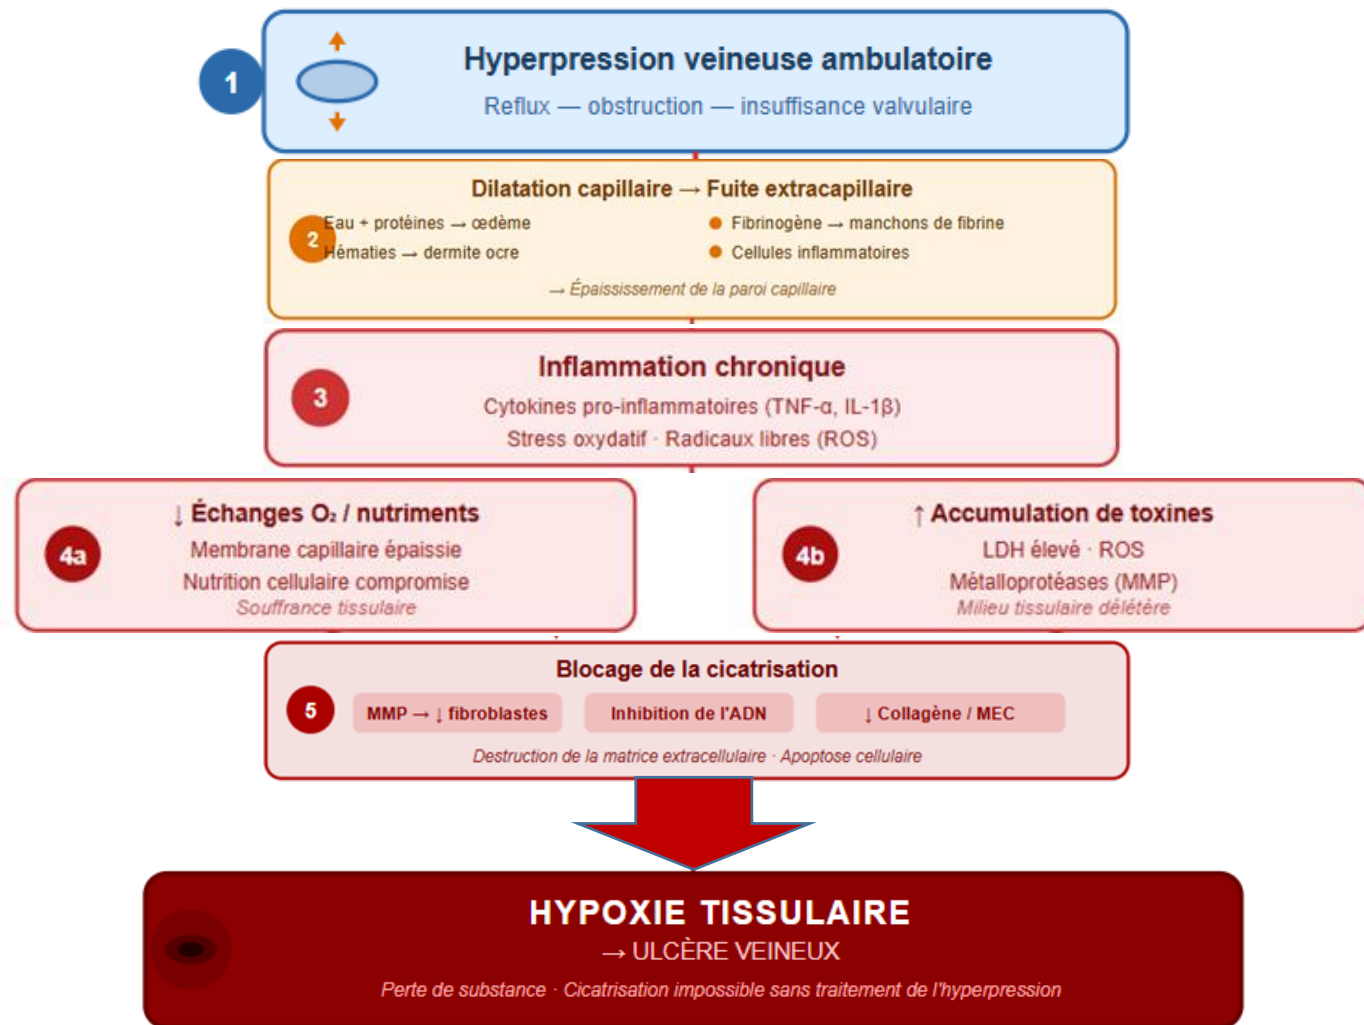 1
Hyperpression veineuse ambulatoire
Reflux — obstruction — insuffisance valvulaire
2
Dilatation capillaire → Fuite extracapillaire
Eau + protéines → œdème
Fibrinogène → manchons de fibrine
Hématies → dermite ocre
Cellules inflammatoires
→ Épaississement de la paroi capillaire
3
Inflammation chronique
Cytokines pro-inflammatoires (TNF-α, IL-1β)
Stress oxydatif · Radicaux libres (ROS)
4a
↓ Échanges O₂ / nutriments
Membrane capillaire épaissie
Nutrition cellulaire compromise
Souffrance tissulaire
4b
↑ Accumulation de toxines
LDH élevé · ROS
Métalloprotéases (MMP)
Milieu tissulaire délétère
5
Blocage de la cicatrisation
MMP → ↓ fibroblastes
Inhibition de l'ADN
↓ Collagène / MEC
Destruction de la matrice extracellulaire · Apoptose cellulaire
HYPOXIE TISSULAIRE
→ ULCÈRE VEINEUX
Perte de substance · Cicatrisation impossible sans traitement de l'hyperpression